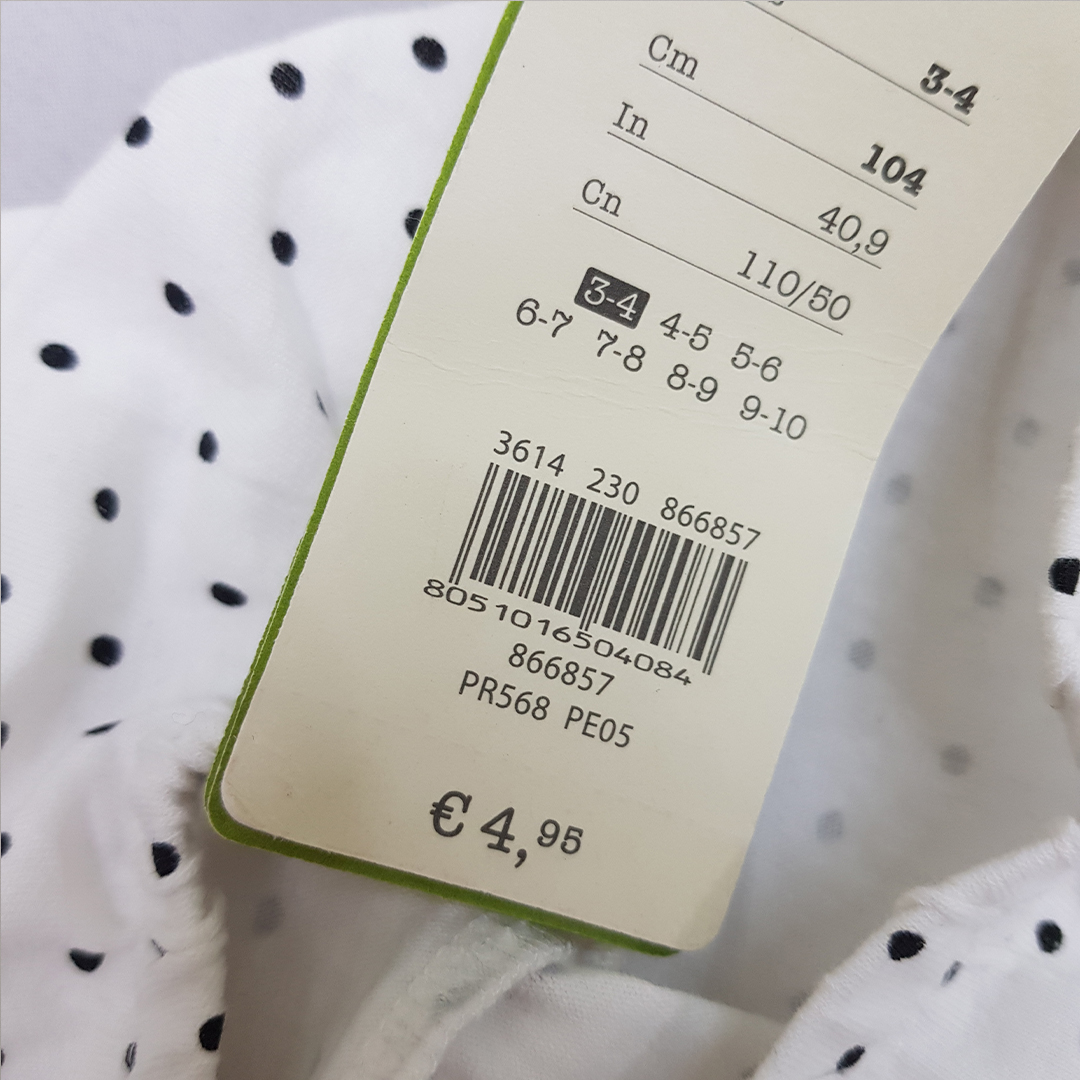 3-4
Cm 104
In 40,9
Cn 110/50
3-4 4-5 5-6
6-7 7-8 8-9 9-10
3614 230 866857
8051016504084
866857
PR568 PE05
€ 4,95